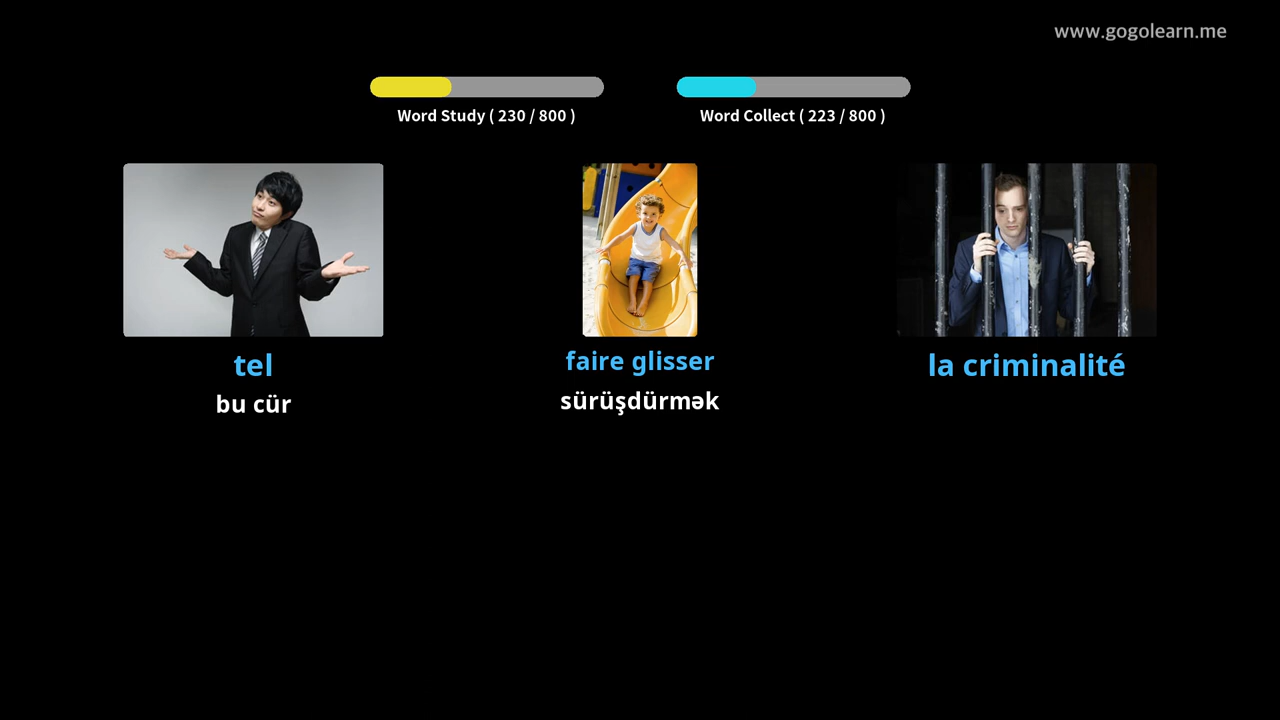 www.gogolearn.me
Word Study ( 230 / 800 )
Word Collect ( 223 / 800 )
tel
bu cür
faire glisser
sürüşdürmək
la criminalité